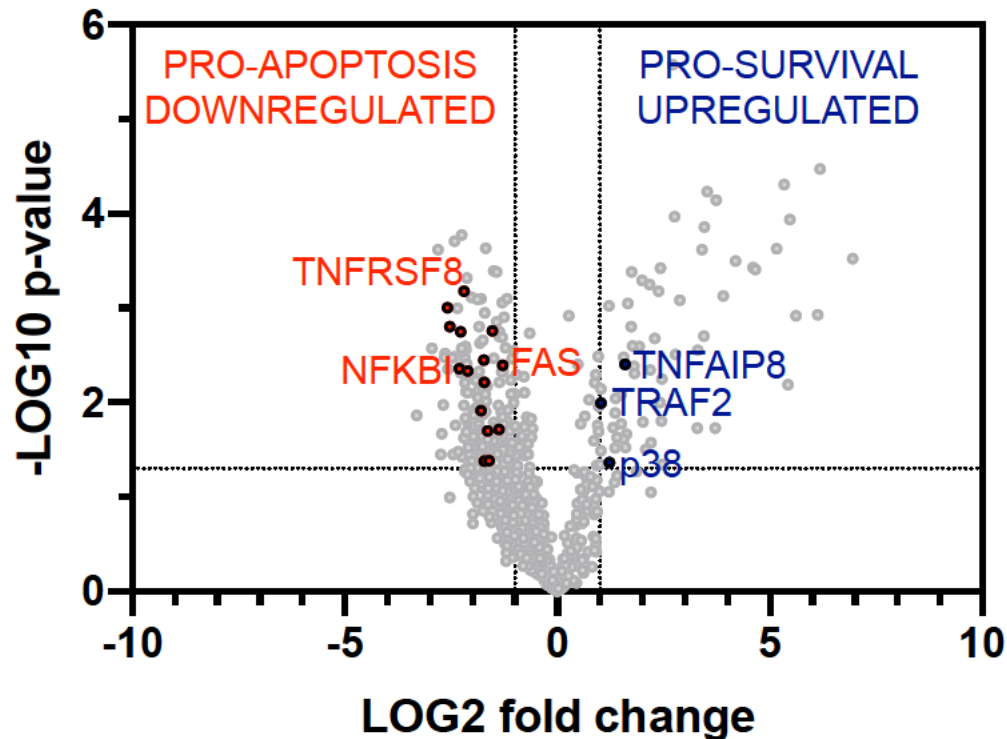 PRO-APOPTOSIS
DOWNREGULATED
PRO-SURVIVAL
UPREGULATED
TNFRSF8
NFKBI
FAS
TNFAIP8
TRAF2
p38
-LOG10 p-value
6
4
2
0
-10
-5
0
5
10
LOG2 fold change